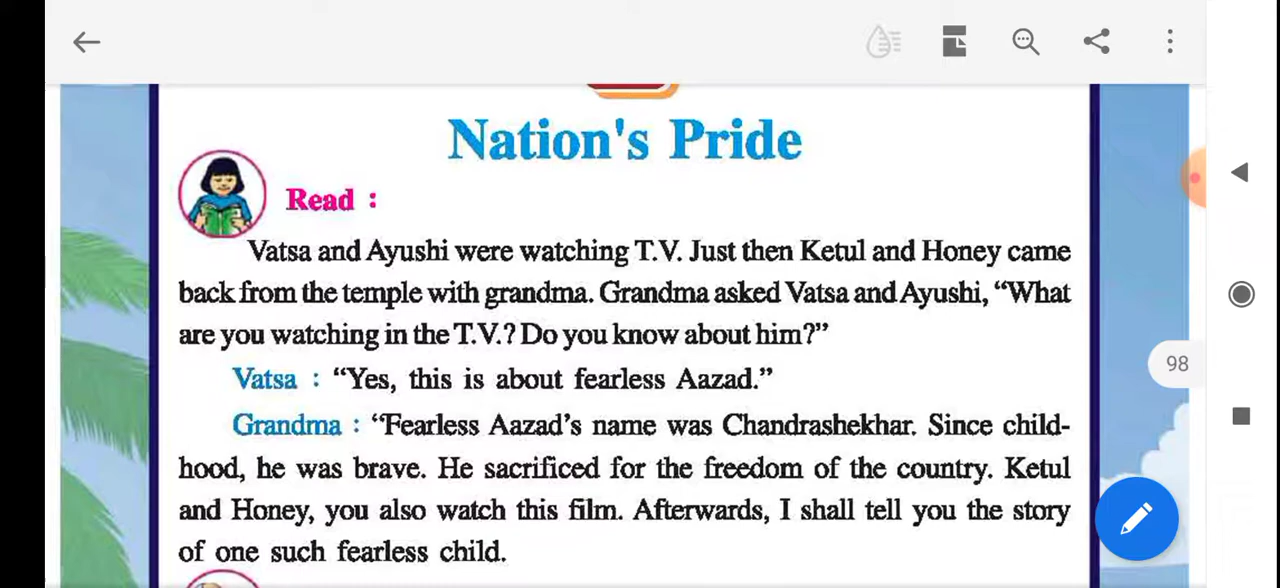 Nation's Pride
Read :
Vatsa and Ayushi were watching T.V. Just then Ketul and Honey came
back from the temple with grandma. Grandma asked Vatsa and Ayushi, “What
are you watching in the T.V.? Do you know about him?”
Vatsa : “Yes, this is about fearless Aazad.”
98
Grandma : “Fearless Aazad’s name was Chandrashekhar. Since child-
hood, he was brave. He sacrificed for the freedom of the country. Ketul
and Honey, you also watch this film. Afterwards, I shall tell you the story
of one such fearless child.